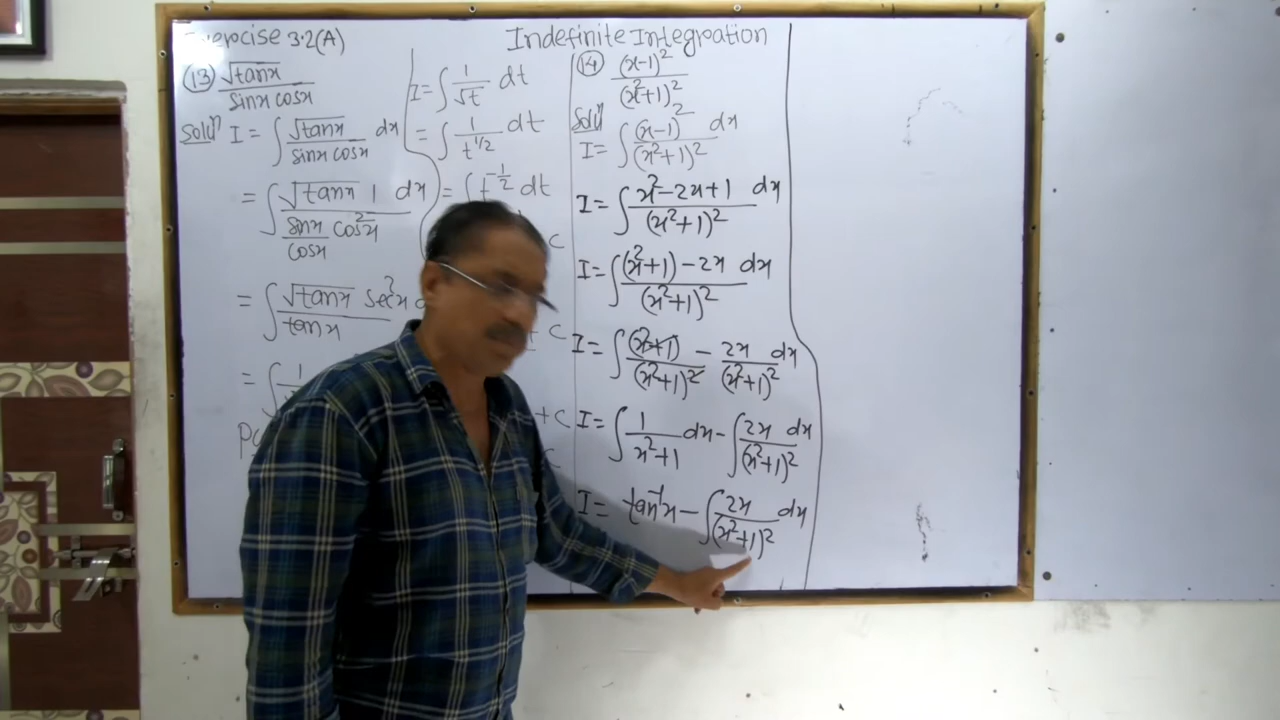 Exercise 3.2(A)
Indefinite Integration
(13) √tanx / sinx cosx
Solⁿ I = ∫ √tanx / sinx cosx dx
= ∫ √tanx 1 dx / (sinx/cosx cos²x)
= ∫ √tanx sec²x / tanx
= ∫ 1
I = ∫ 1/√t dt
= ∫ 1/t^1/2 dt
= ∫ t^-1/2 dt
C
+ C
+ C
C
(14) (x-1)² / (x²+1)²
Solⁿ
I = ∫ (x-1)² / (x²+1)² dx
I = ∫ x²-2x+1 / (x²+1)² dx
I = ∫ (x²+1) - 2x / (x²+1)² dx
I = ∫ (x²+1) / (x²+1)² - 2x / (x²+1)² dx
I = ∫ 1 / x²+1 dx - ∫ 2x dx / (x²+1)²
I = tan⁻¹x - ∫ 2x / (x²+1)² dx